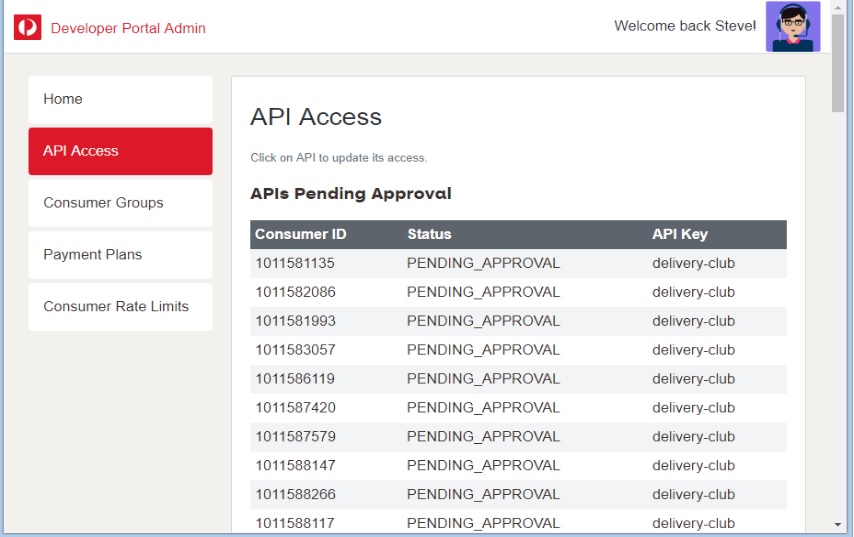 Developer Portal Admin
Welcome back Steve!
Home
API Access
Consumer Groups
Payment Plans
Consumer Rate Limits
API Access
Click on API to update its access.
APIs Pending Approval
Consumer ID Status API Key
1011581135 PENDING_APPROVAL delivery-club
1011582086 PENDING_APPROVAL delivery-club
1011581993 PENDING_APPROVAL delivery-club
1011583057 PENDING_APPROVAL delivery-club
1011586119 PENDING_APPROVAL delivery-club
1011587420 PENDING_APPROVAL delivery-club
1011587579 PENDING_APPROVAL delivery-club
1011588147 PENDING_APPROVAL delivery-club
1011588266 PENDING_APPROVAL delivery-club
1011588117 PENDING_APPROVAL delivery-club